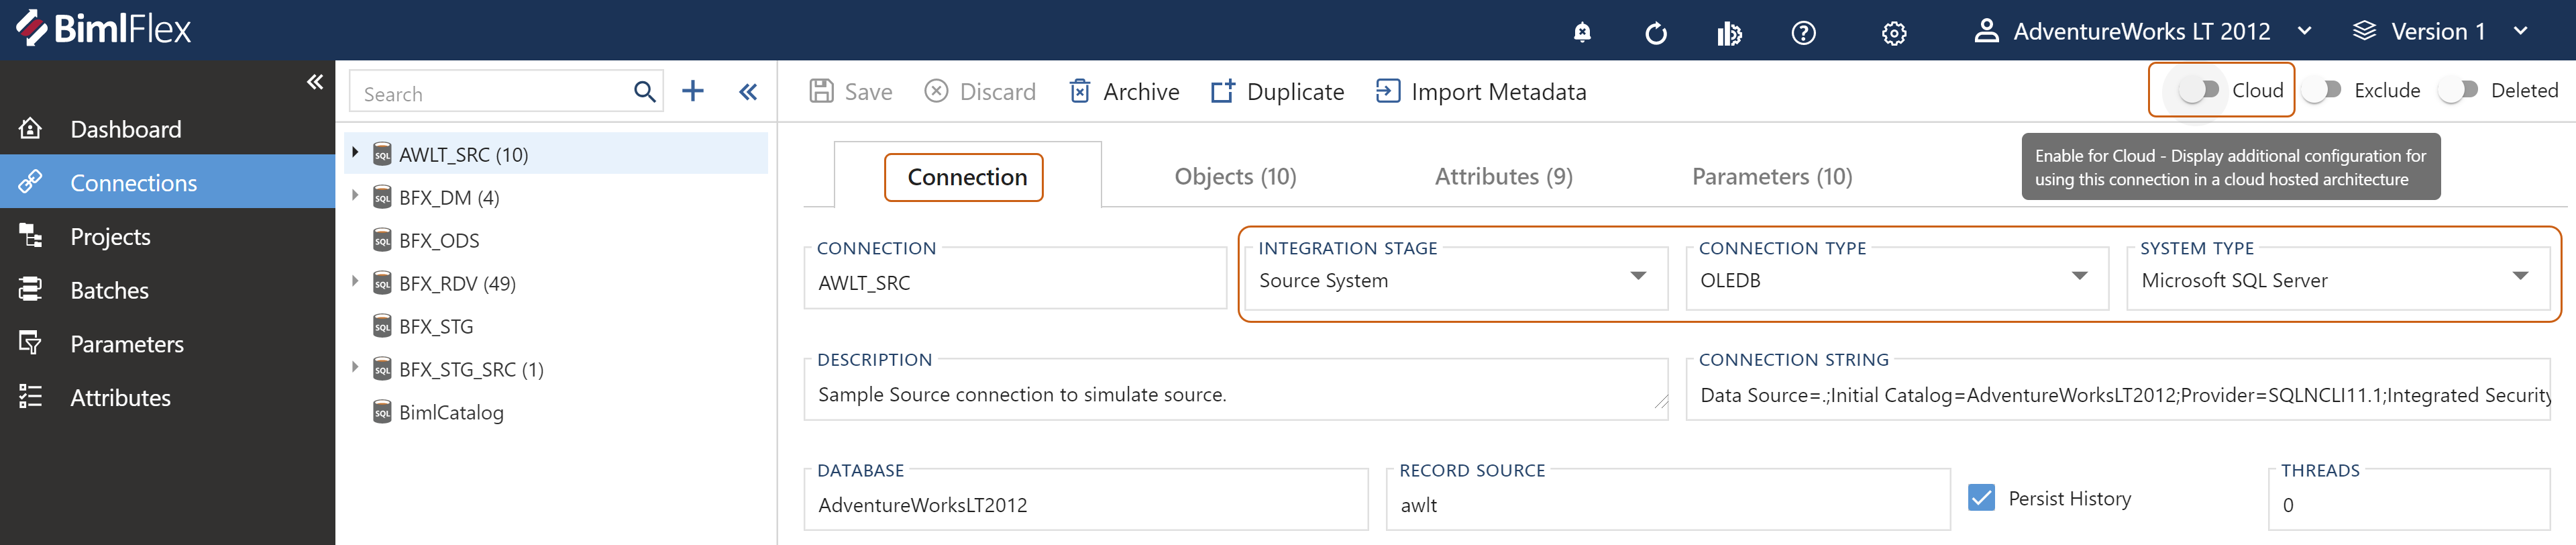 BimlFlex
AdventureWorks LT 2012
Version 1
Dashboard
Connections
Projects
Batches
Parameters
Attributes
Search
AWLT_SRC (10)
BFX_DM (4)
BFX_ODS
BFX_RDV (49)
BFX_STG
BFX_STG_SRC (1)
BimlCatalog
Save
Discard
Archive
Duplicate
Import Metadata
Cloud
Exclude
Deleted
Enable for Cloud - Display additional configuration for
using this connection in a cloud hosted architecture
Connection
Objects (10)
Attributes (9)
Parameters (10)
CONNECTION
AWLT_SRC
INTEGRATION STAGE
Source System
CONNECTION TYPE
OLEDB
SYSTEM TYPE
Microsoft SQL Server
DESCRIPTION
Sample Source connection to simulate source.
CONNECTION STRING
Data Source=.;Initial Catalog=AdventureWorksLT2012;Provider=SQLNCLI11.1;Integrated Security
DATABASE
AdventureWorksLT2012
RECORD SOURCE
awlt
Persist History
THREADS
0